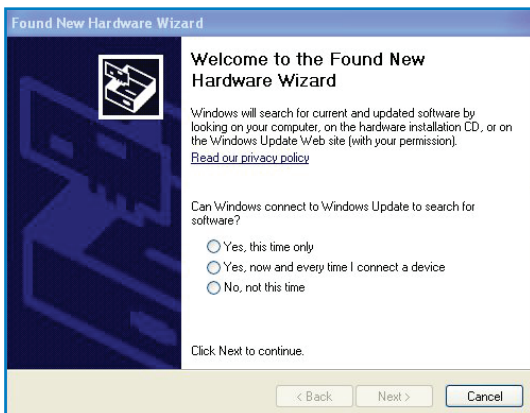 Found New Hardware Wizard
Welcome to the Found New
Hardware Wizard
Windows will search for current and updated software by
looking on your computer, on the hardware installation CD, or on
the Windows Update Web site (with your permission).
Read our privacy policy
Can Windows connect to Windows Update to search for
software?
Yes, this time only
Yes, now and every time I connect a device
No, not this time
Click Next to continue.
< Back Next > Cancel